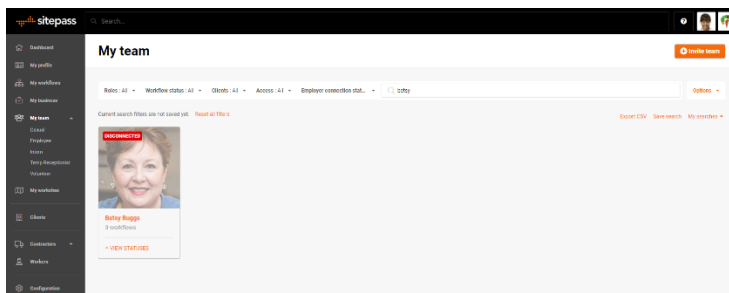 sitepass
Search...
Dashboard
My profile
My workflows
My business
My team
Casual
Employee
Intern
Temp Receptionist
Volunteer
My worksites
Clients
Contractors
Workers
Configuration
My team
Invite team
Roles : All Workflow status : All Clients : All Access : All Employer connection stat... betsy Options
Current search filters are not saved yet. Reset all filters
Export CSV Save search My searches
DISCONNECTED
Betsy Buggs
3 workflows
+ VIEW STATUSES